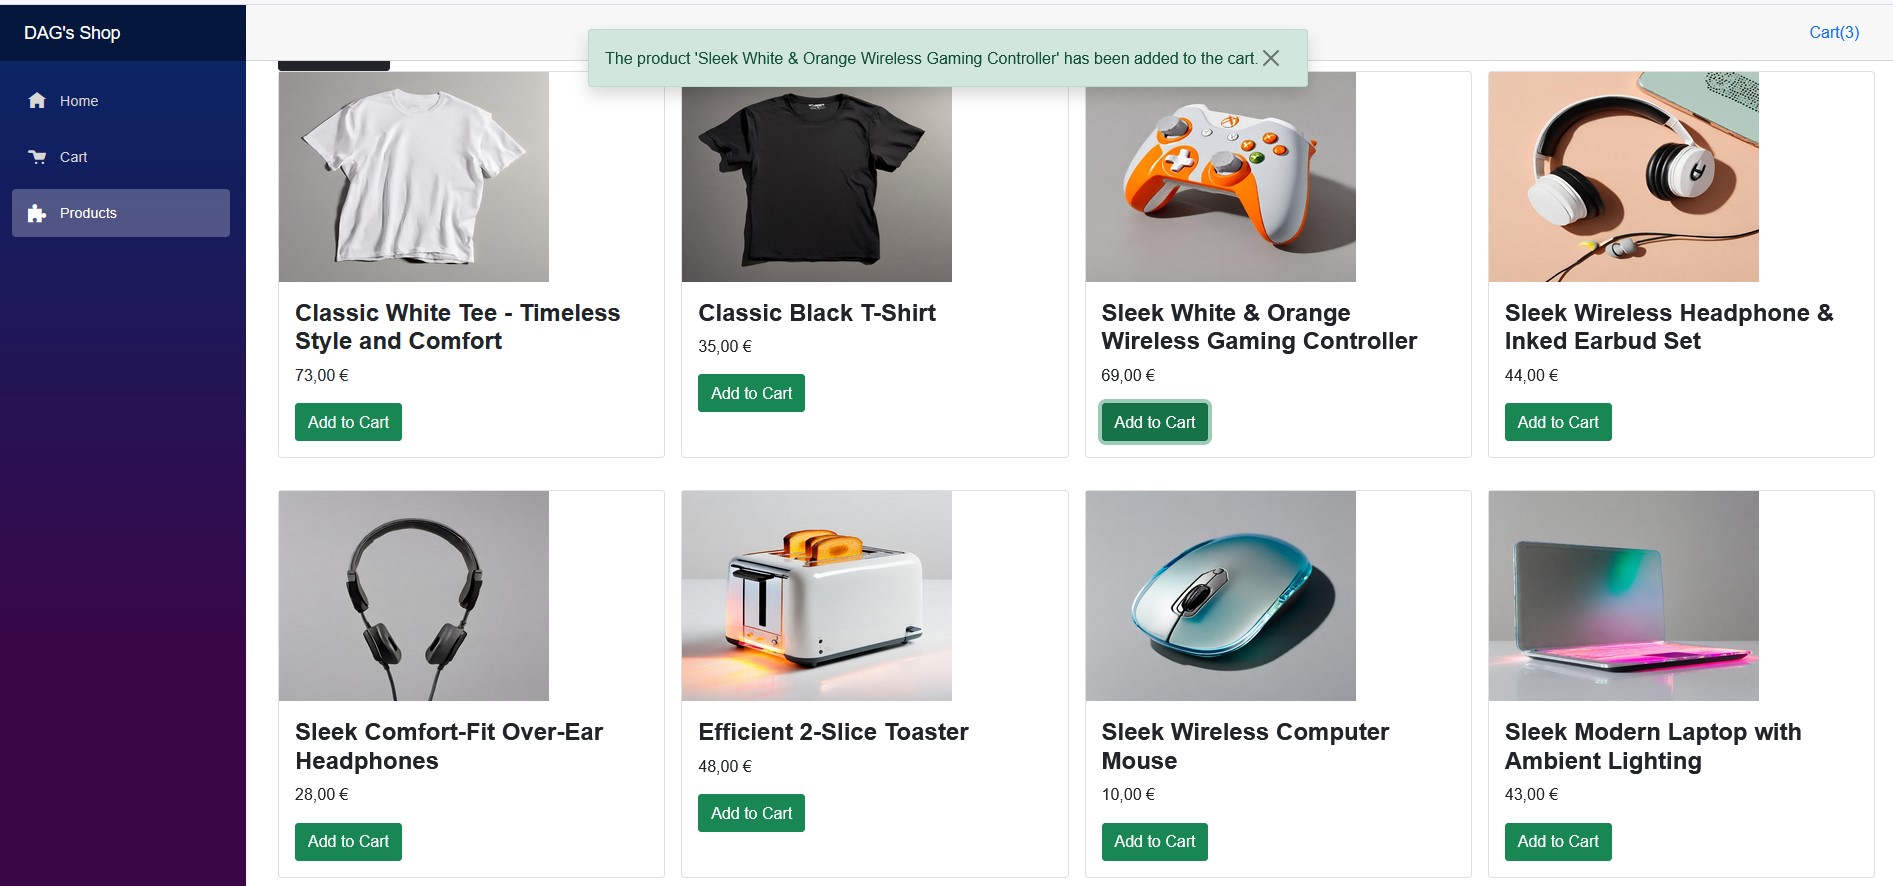 DAG's Shop
Cart(3)
The product 'Sleek White & Orange Wireless Gaming Controller' has been added to the cart.
Home
Cart
Products
Classic White Tee - Timeless
Style and Comfort
73,00 €
Add to Cart
Classic Black T-Shirt
35,00 €
Add to Cart
Sleek White & Orange
Wireless Gaming Controller
69,00 €
Add to Cart
Sleek Wireless Headphone &
Inked Earbud Set
44,00 €
Add to Cart
Sleek Comfort-Fit Over-Ear
Headphones
28,00 €
Add to Cart
Efficient 2-Slice Toaster
48,00 €
Add to Cart
Sleek Wireless Computer
Mouse
10,00 €
Add to Cart
Sleek Modern Laptop with
Ambient Lighting
43,00 €
Add to Cart